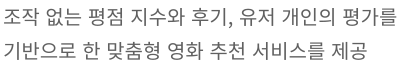 조작 없는 평점 지수와 후기, 유저 개인의 평가를
기반으로 한 맞춤형 영화 추천 서비스를 제공